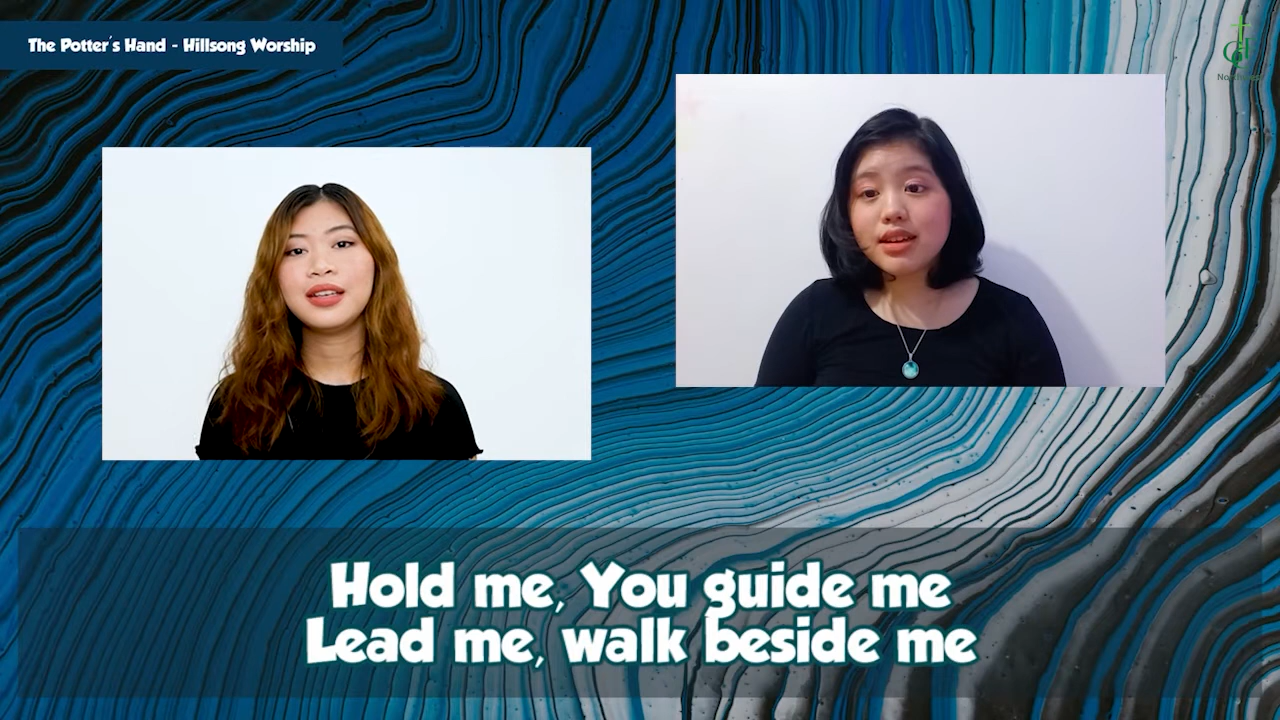 The Potter's Hand - Hillsong Worship
Hold me, You guide me
Lead me, walk beside me